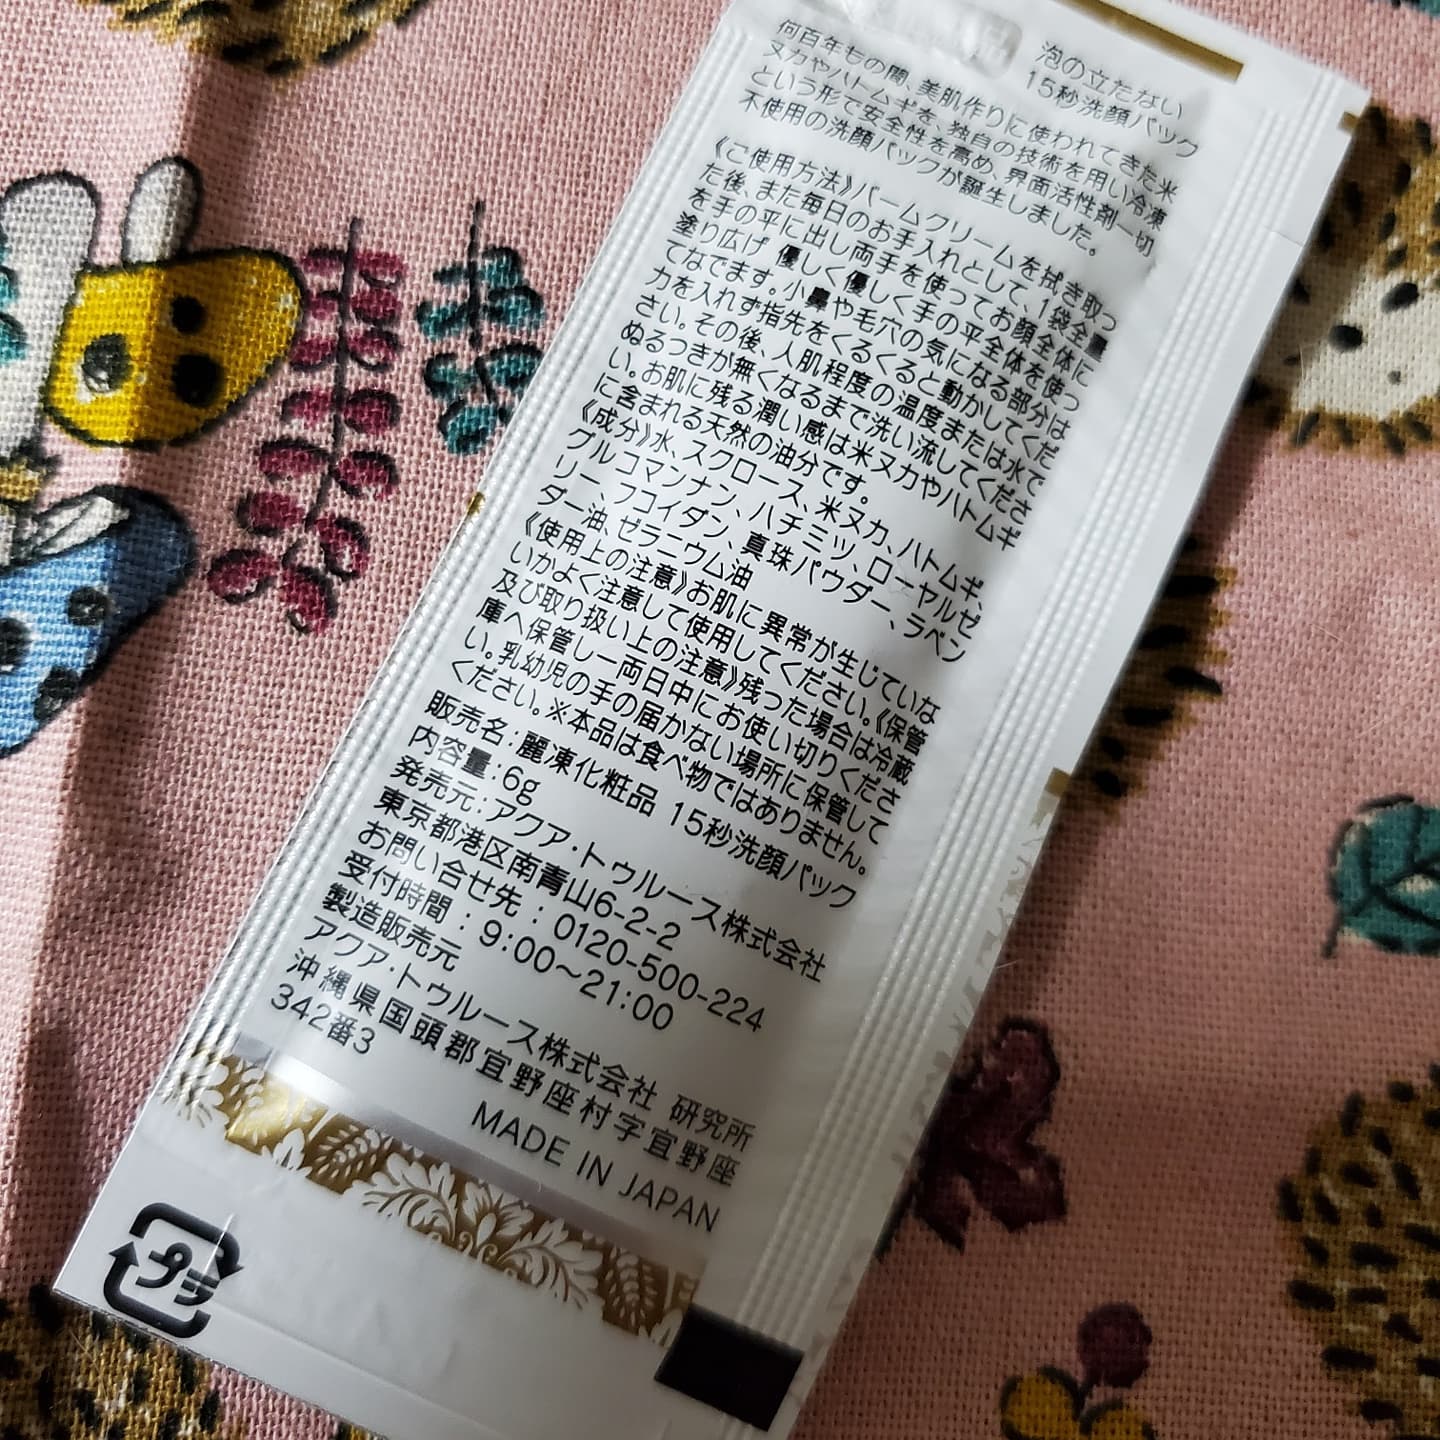 泡の立たない
15秒洗顔パック
何百年もの間、美肌作りに使われてきた米
ヌカやハトムギを、独自の技術を用い冷凍
という形で安全性を高め、界面活性剤一切
不使用の洗顔パックが誕生しました。
《ご使用方法》バームクリームを拭き取っ
た後、また毎日のお手入れとして、1袋全量
を手の平に出し両手を使ってお顔全体に
塗り広げ 優しく優しく手の平全体を使っ
てなでます。小鼻や毛穴の気になる部分は
力を入れず指先をくるくると動かしてくだ
さい。その後、人肌程度の温度または水で
ぬるつきが無くなるまで洗い流してくださ
い。お肌に残る潤い感は米ヌカやハトムギ
に含まれる天然の油分です。
《成分》水、スクロース、米ヌカ、ハトムギ、
グルコマンナン、ハチミツ、ローヤルゼ
リー、フコイダン、真珠パウダー、ラベン
ダー油、ゼラニウム油
《使用上の注意》お肌に異常が生じていな
いかよく注意して使用してください。《保管
及び取り扱い上の注意》残った場合は冷蔵
庫へ保管し一両日中にお使い切りくださ
い。乳幼児の手の届かない場所に保管して
ください。※本品は食べ物ではありません。
販売名：麗凍化粧品 15秒洗顔パック
内容量：6g
発売元：アクア・トゥルース株式会社
東京都港区南青山6-2-2
お問い合せ先：0120-500-224
受付時間：9:00～21:00
製造販売元
アクア・トゥルース株式会社 研究所
沖縄県国頭郡宜野座村字宜野座
342番3
MADE IN JAPAN
プラ